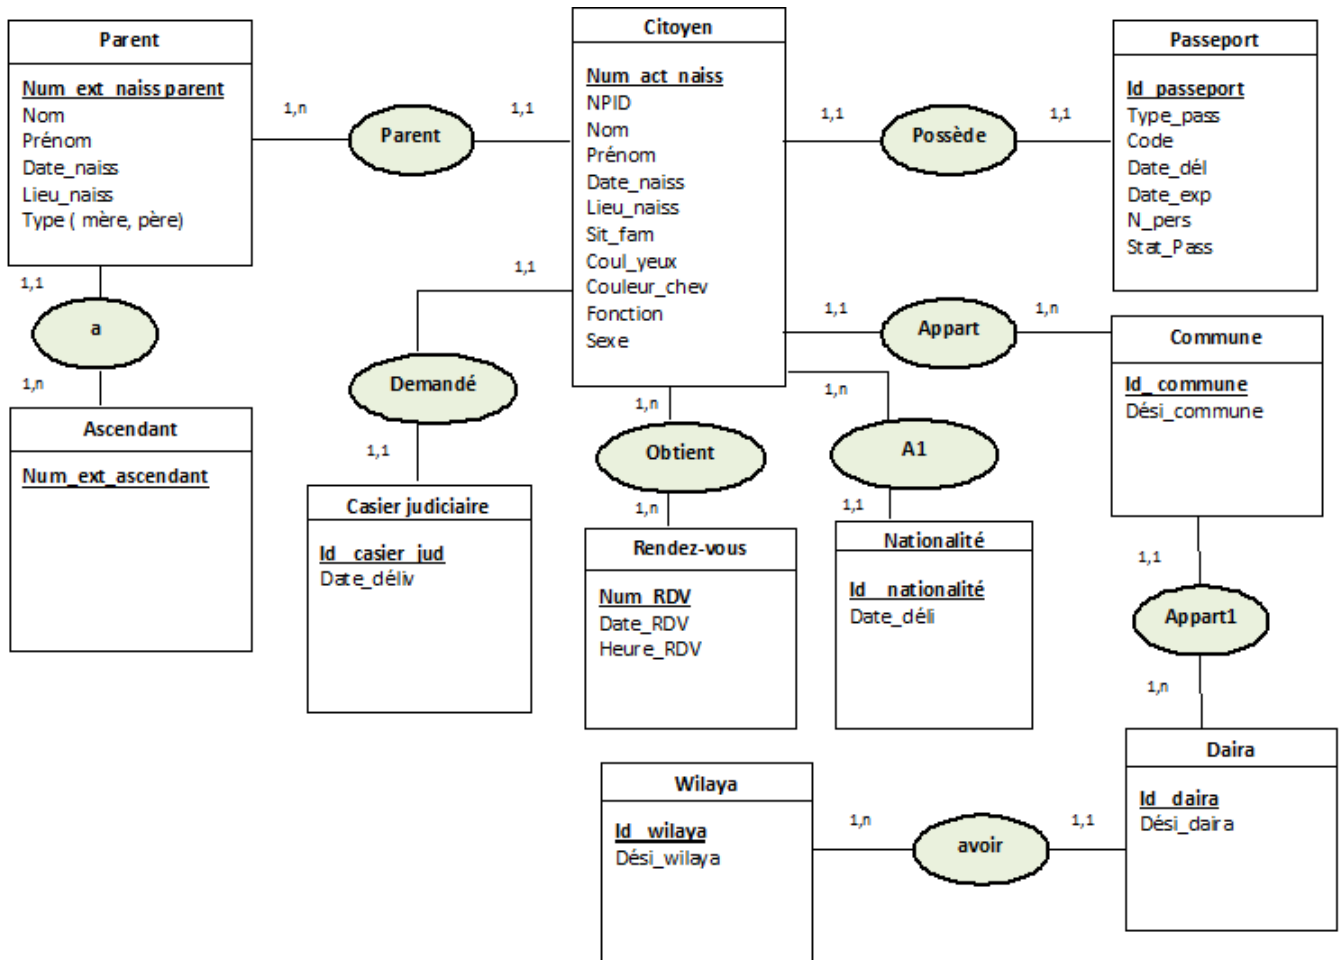 Parent
Num_ext_naiss parent
Nom
Prénom
Date_naiss
Lieu_naiss
Type ( mère, père)
1,n
Parent
1,1
Citoyen
Num_act_naiss
NPID
Nom
Prénom
Date_naiss
Lieu_naiss
Sit_fam
Coul_yeux
Couleur_chev
Fonction
Sexe
1,1
Possède
1,1
Passeport
Id_passeport
Type_pass
Code
Date_dél
Date_exp
N_pers
Stat_Pass
1,1
a
1,n
Ascendant
Num_ext_ascendant
1,1
Demandé
1,1
Casier judiciaire
Id_casier_jud
Date_déliv
1,n
Obtient
1,n
Rendez-vous
Num_RDV
Date_RDV
Heure_RDV
1,n
A1
1,1
Nationalité
Id_nationalité
Date_déli
1,1
Appart
1,n
Commune
Id_commune
Dési_commune
1,1
Appart1
1,n
Daira
Id_daira
Dési_daira
1,1
avoir
1,n
Wilaya
Id_wilaya
Dési_wilaya